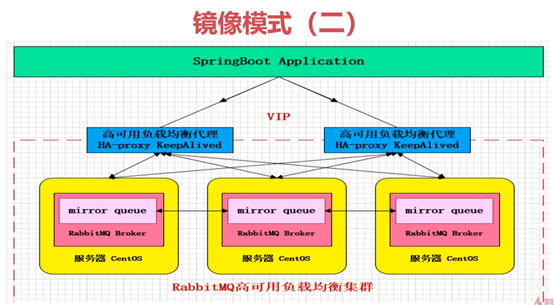 镜像模式（二）
SpringBoot Application
VIP
高可用负载均衡代理
HA-proxy KeepAlived
高可用负载均衡代理
HA-proxy KeepAlived
mirror queue
RabbitMQ Broker
服务器 CentOS
mirror queue
RabbitMQ Broker
服务器 CentOS
mirror queue
RabbitMQ Broker
服务器 CentOS
RabbitMQ高可用负载均衡集群